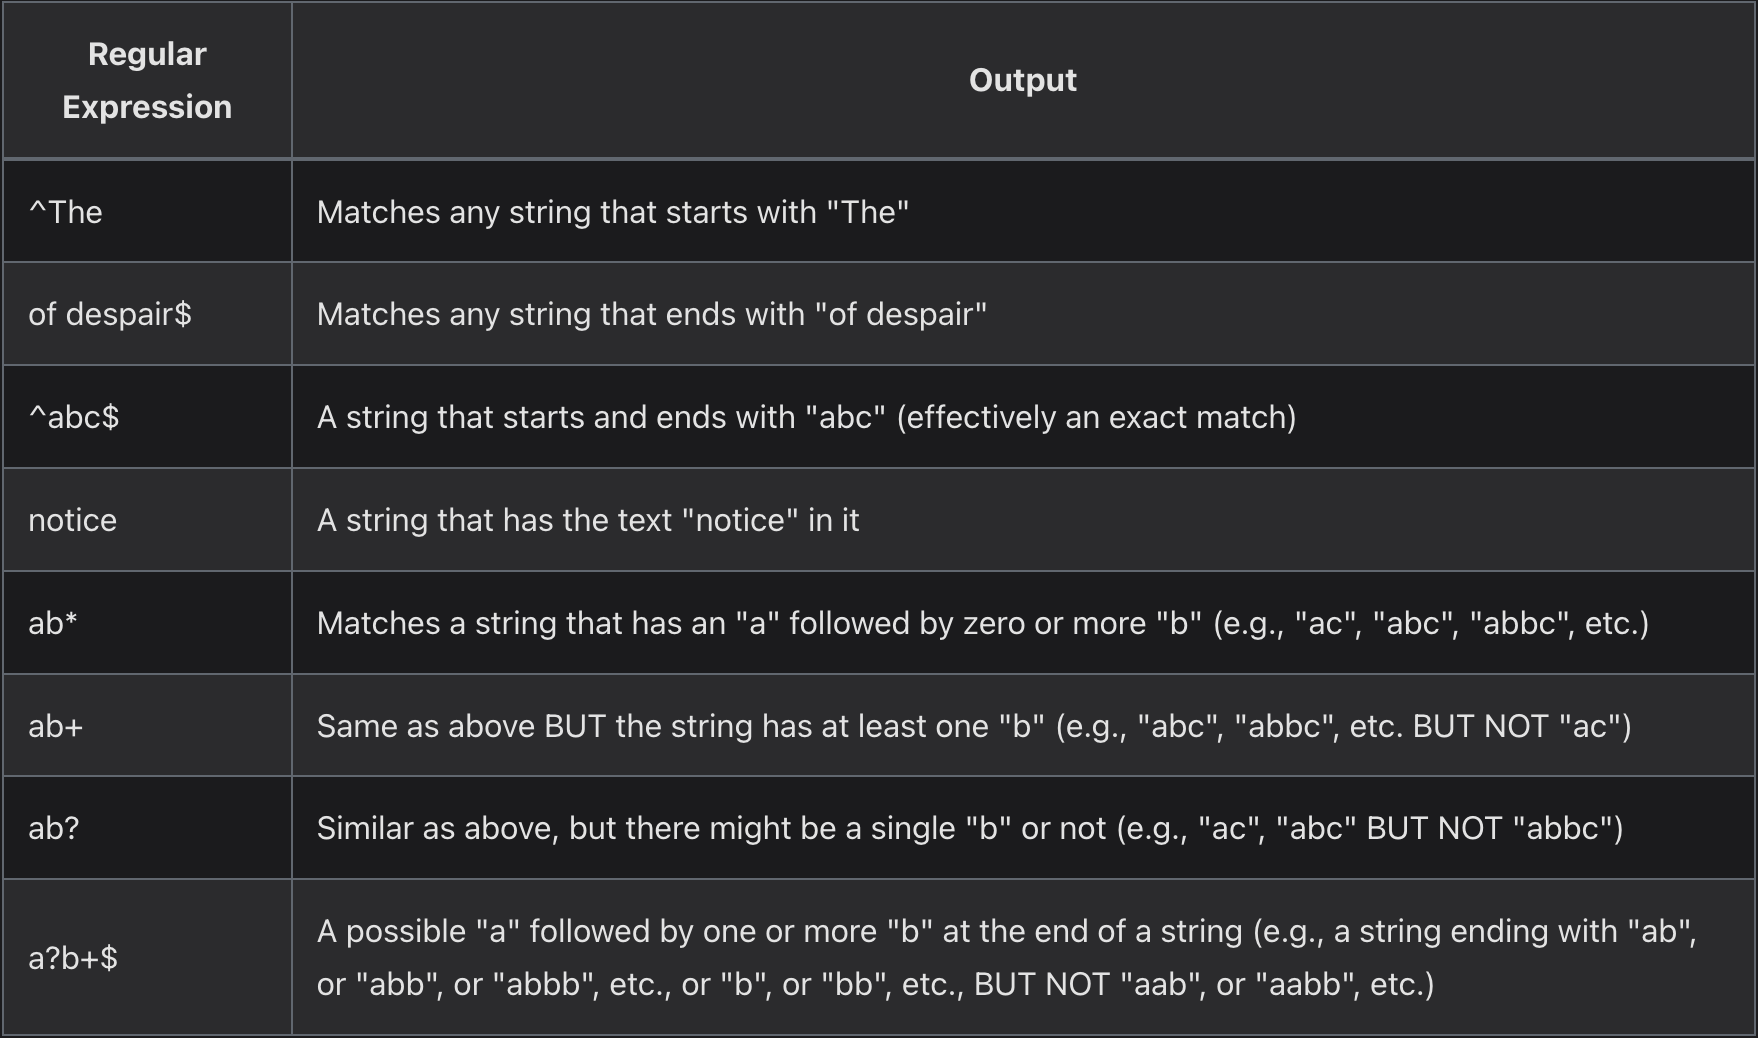 Regular
Expression
Output
^The
Matches any string that starts with "The"
of despair$
Matches any string that ends with "of despair"
^abc$
A string that starts and ends with "abc" (effectively an exact match)
notice
A string that has the text "notice" in it
ab*
Matches a string that has an "a" followed by zero or more "b" (e.g., "ac", "abc", "abbc", etc.)
ab+
Same as above BUT the string has at least one "b" (e.g., "abc", "abbc", etc. BUT NOT "ac")
ab?
Similar as above, but there might be a single "b" or not (e.g., "ac", "abc" BUT NOT "abbc")
a?b+$
A possible "a" followed by one or more "b" at the end of a string (e.g., a string ending with "ab",
or "abb", or "abbb", etc., or "b", or "bb", etc., BUT NOT "aab", or "aabb", etc.)